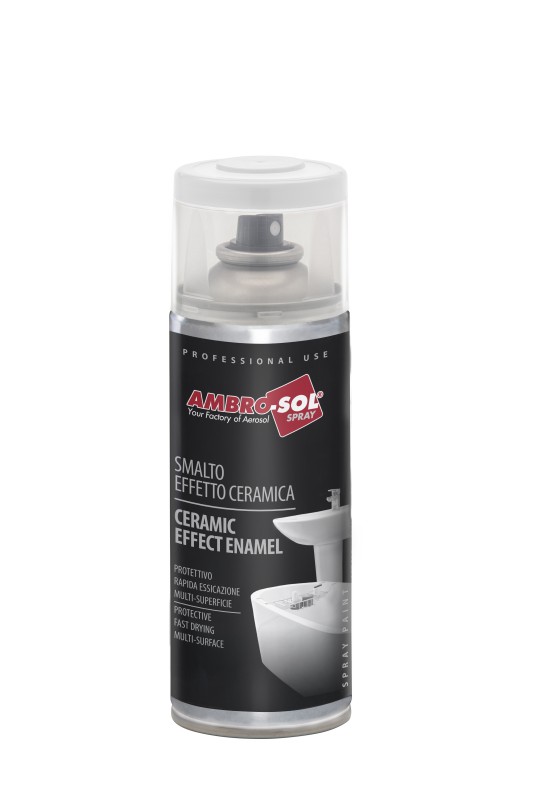 PROFESSIONAL USE
AMBRO-SOL®
SPRAY
Your Factory of Aerosol
SMALTO
EFFETTO CERAMICA
CERAMIC
EFFECT ENAMEL
PROTETTIVO
RAPIDA ESSICAZIONE
MULTI-SUPERFICIE
PROTECTIVE
FAST DRYING
MULTI-SURFACE
SPRAY PAINT